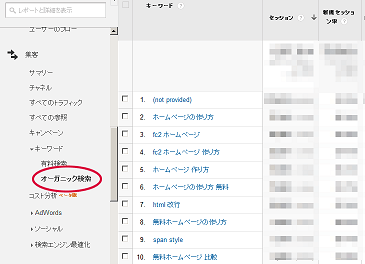 レポートと詳細を表示
ユーザーのフロー
集客
サマリー
チャネル
すべてのトラフィック
すべての参照
キャンペーン
キーワード
有料検索
オーガニック検索
コスト分析 ベータ版
AdWords
ソーシャル
検索エンジン最適化
キーワード ?
セッション ? ↓
新規セッション率 ?
1. (not provided)
2. ホームページの作り方
3. fc2 ホームページ
4. fc2 ホームページ 作り方
5. ホームページ 作り方
6. ホームページの作り方 無料
7. html 改行
8. 無料ホームページの作り方
9. span style
10. 無料ホームページ 比較